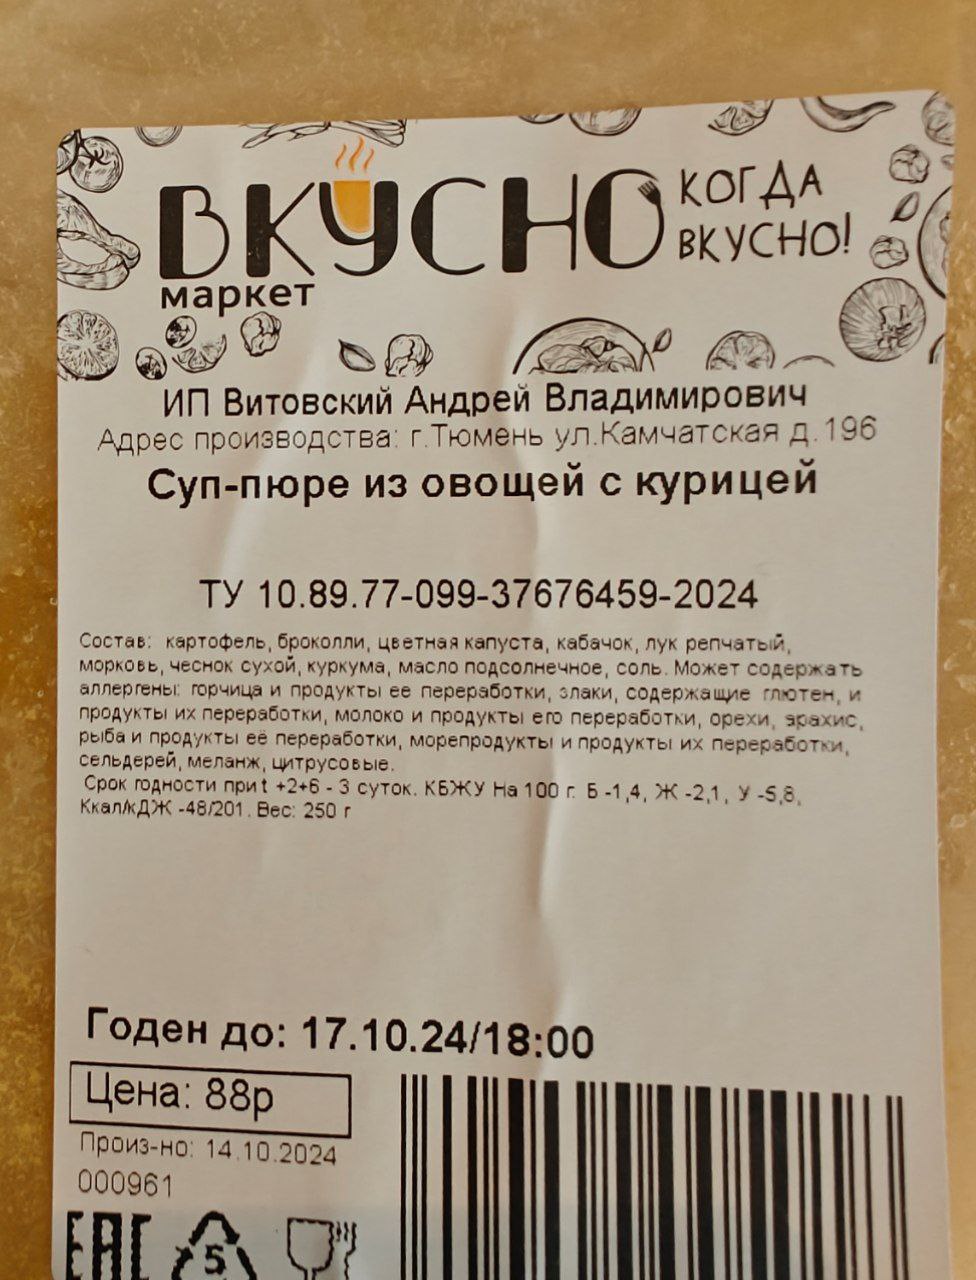 ВКУСНО
КОГДА
ВКУСНО!
маркет
ИП Витовский Андрей Владимирович
Адрес производства: г.Тюмень ул.Камчатская д.196
Суп-пюре из овощей с курицей
ТУ 10.89.77-099-37676459-2024
Состав: картофель, броколли, цветная капуста, кабачок, лук репчатый,
морковь, чеснок сухой, куркума, масло подсолнечное, соль. Может содержать
аллергены: горчица и продукты ее переработки, злаки, содержащие глютен, и
продукты их переработки, молоко и продукты его переработки, орехи, арахис,
рыба и продукты её переработки, морепродукты и продукты их переработки,
сельдерей, меланж, цитрусовые.
Срок годности при t +2+6 - 3 суток. КБЖУ На 100 г. Б -1,4, Ж -2,1, У -5,8,
Ккал/кДЖ -48/201. Вес: 250 г
Годен до: 17.10.24/18:00
Цена: 88р
Произ-но: 14.10.2024
000961
EAC
5